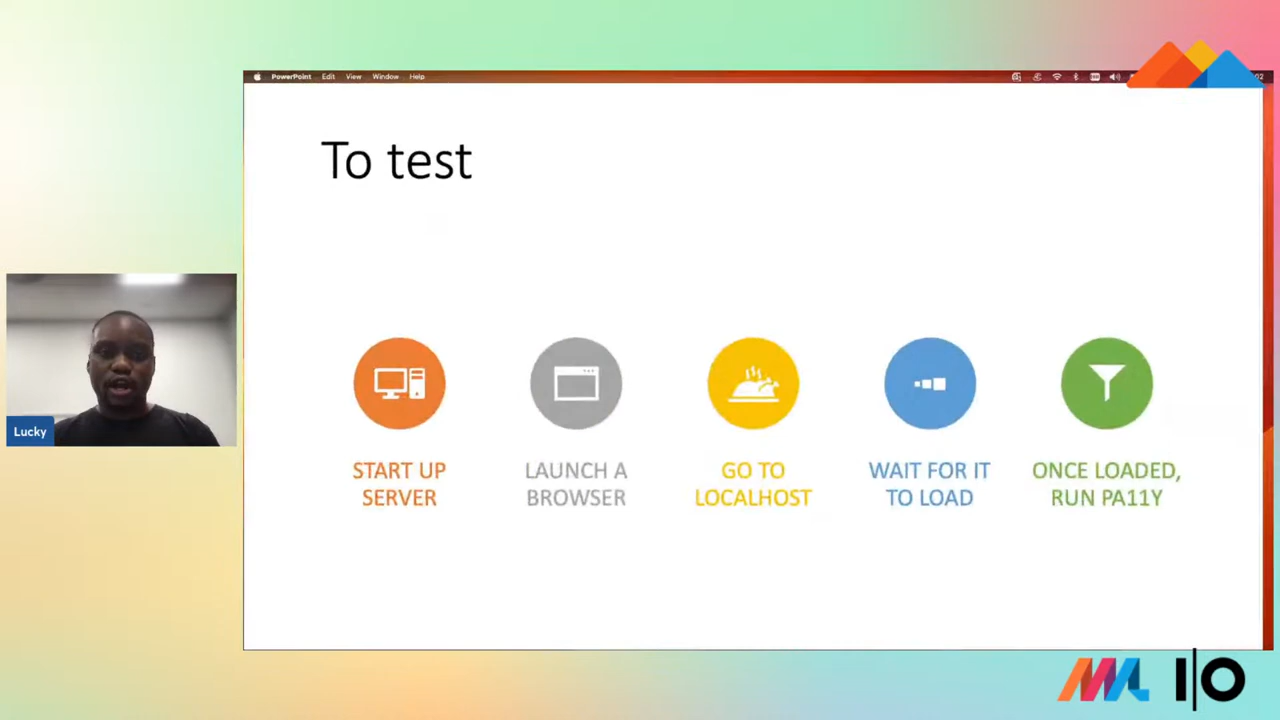 PowerPoint Edit View Window Help
To test
START UP
SERVER
LAUNCH A
BROWSER
GO TO
LOCALHOST
WAIT FOR IT
TO LOAD
ONCE LOADED,
RUN PA11Y
Lucky
I/O